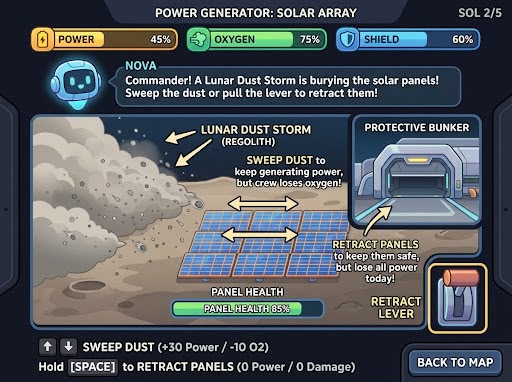 POWER GENERATOR: SOLAR ARRAY
SOL 2/5
POWER 45%
OXYGEN 75%
SHIELD 60%
NOVA
Commander! A Lunar Dust Storm is burying the solar panels!
Sweep the dust or pull the lever to retract them!
LUNAR DUST STORM
(REGOLITH)
SWEEP DUST to
keep generating power,
but crew loses oxygen!
PROTECTIVE BUNKER
RETRACT PANELS
to keep them safe,
but lose all power
today!
PANEL HEALTH
PANEL HEALTH 85%
RETRACT
LEVER
↑ ↓ SWEEP DUST (+30 Power / -10 O2)
Hold [SPACE] to RETRACT PANELS (0 Power / 0 Damage)
BACK TO MAP